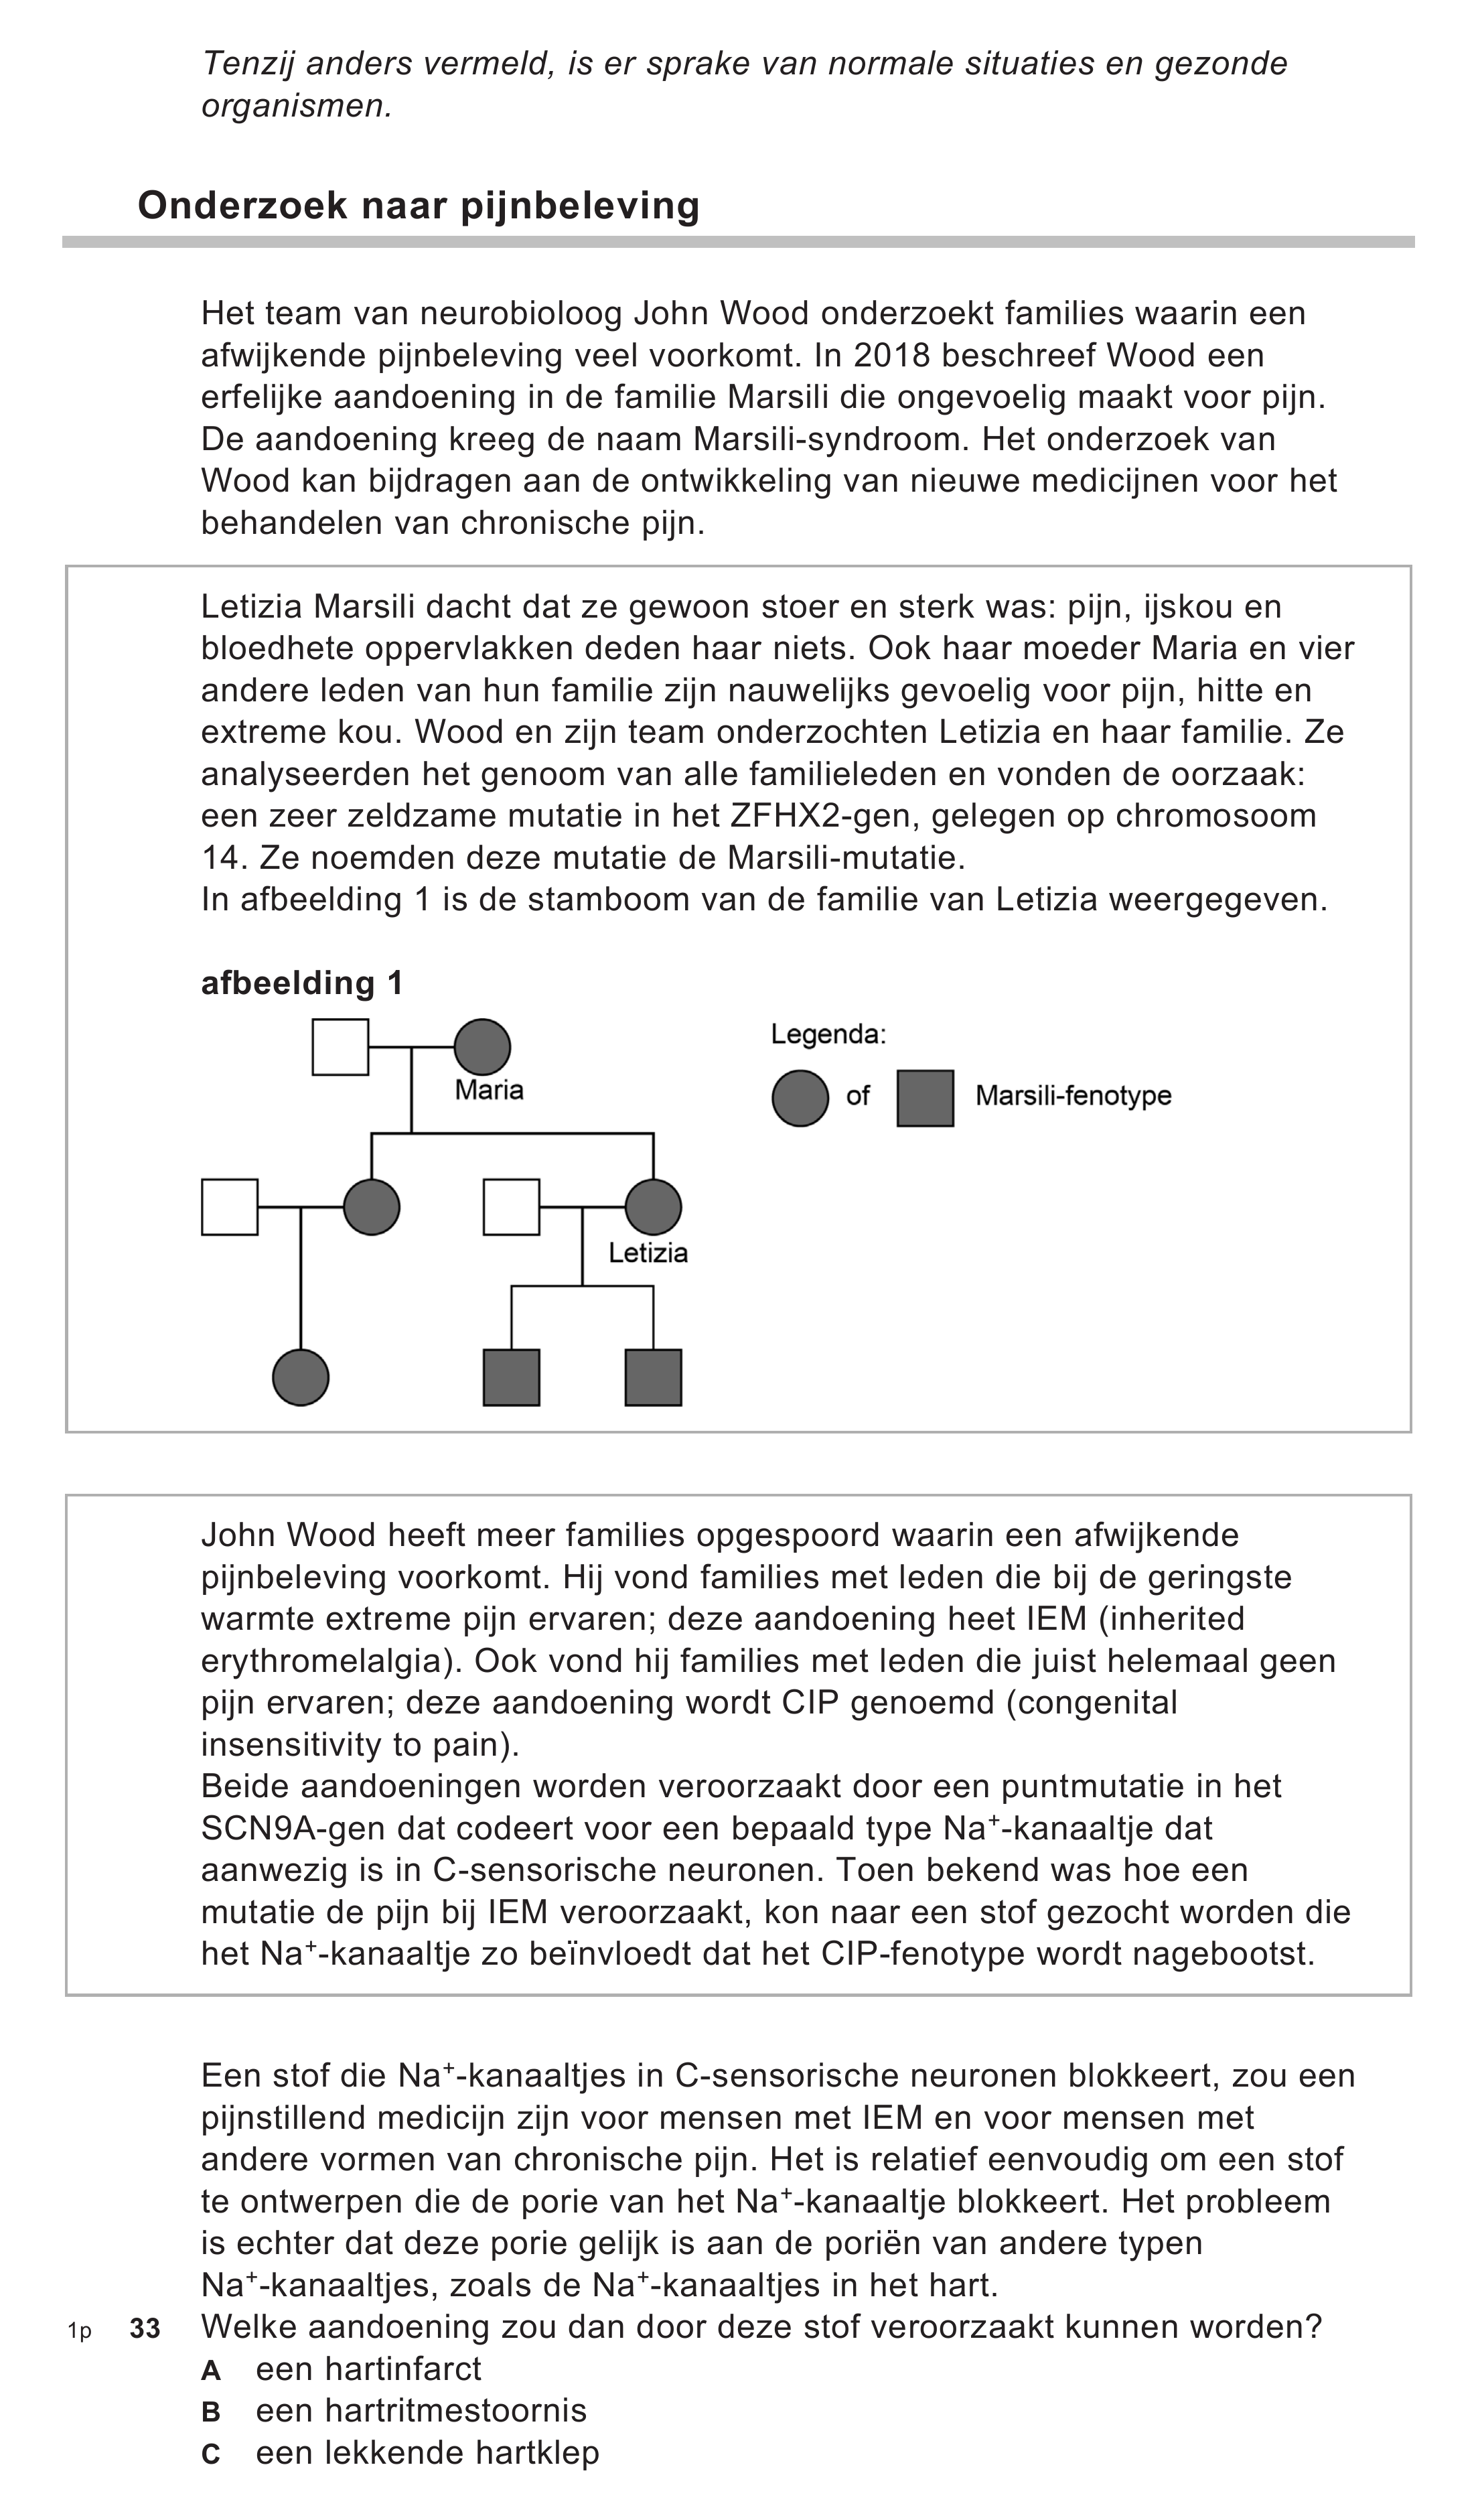 Tenzij anders vermeld, is er sprake van normale situaties en gezonde
organismen.
Onderzoek naar pijnbeleving
Het team van neurobioloog John Wood onderzoekt families waarin een
afwijkende pijnbeleving veel voorkomt. In 2018 beschreef Wood een
erfelijke aandoening in de familie Marsili die ongevoelig maakt voor pijn.
De aandoening kreeg de naam Marsili-syndroom. Het onderzoek van
Wood kan bijdragen aan de ontwikkeling van nieuwe medicijnen voor het
behandelen van chronische pijn.
Letizia Marsili dacht dat ze gewoon stoer en sterk was: pijn, ijskou en
bloedhete oppervlakken deden haar niets. Ook haar moeder Maria en vier
andere leden van hun familie zijn nauwelijks gevoelig voor pijn, hitte en
extreme kou. Wood en zijn team onderzochten Letizia en haar familie. Ze
analyseerden het genoom van alle familieleden en vonden de oorzaak:
een zeer zeldzame mutatie in het ZFHX2-gen, gelegen op chromosoom
14. Ze noemden deze mutatie de Marsili-mutatie.
In afbeelding 1 is de stamboom van de familie van Letizia weergegeven.
afbeelding 1
Maria
Legenda:
of Marsili-fenotype
Letizia
John Wood heeft meer families opgespoord waarin een afwijkende
pijnbeleving voorkomt. Hij vond families met leden die bij de geringste
warmte extreme pijn ervaren; deze aandoening heet IEM (inherited
erythromelalgia). Ook vond hij families met leden die juist helemaal geen
pijn ervaren; deze aandoening wordt CIP genoemd (congenital
insensitivity to pain).
Beide aandoeningen worden veroorzaakt door een puntmutatie in het
SCN9A-gen dat codeert voor een bepaald type Na⁺-kanaaltje dat
aanwezig is in C-sensorische neuronen. Toen bekend was hoe een
mutatie de pijn bij IEM veroorzaakt, kon naar een stof gezocht worden die
het Na⁺-kanaaltje zo beïnvloedt dat het CIP-fenotype wordt nagebootst.
Een stof die Na⁺-kanaaltjes in C-sensorische neuronen blokkeert, zou een
pijnstillend medicijn zijn voor mensen met IEM en voor mensen met
andere vormen van chronische pijn. Het is relatief eenvoudig om een stof
te ontwerpen die de porie van het Na⁺-kanaaltje blokkeert. Het probleem
is echter dat deze porie gelijk is aan de poriën van andere typen
Na⁺-kanaaltjes, zoals de Na⁺-kanaaltjes in het hart.
1p 33 Welke aandoening zou dan door deze stof veroorzaakt kunnen worden?
A een hartinfarct
B een hartritmestoornis
C een lekkende hartklep